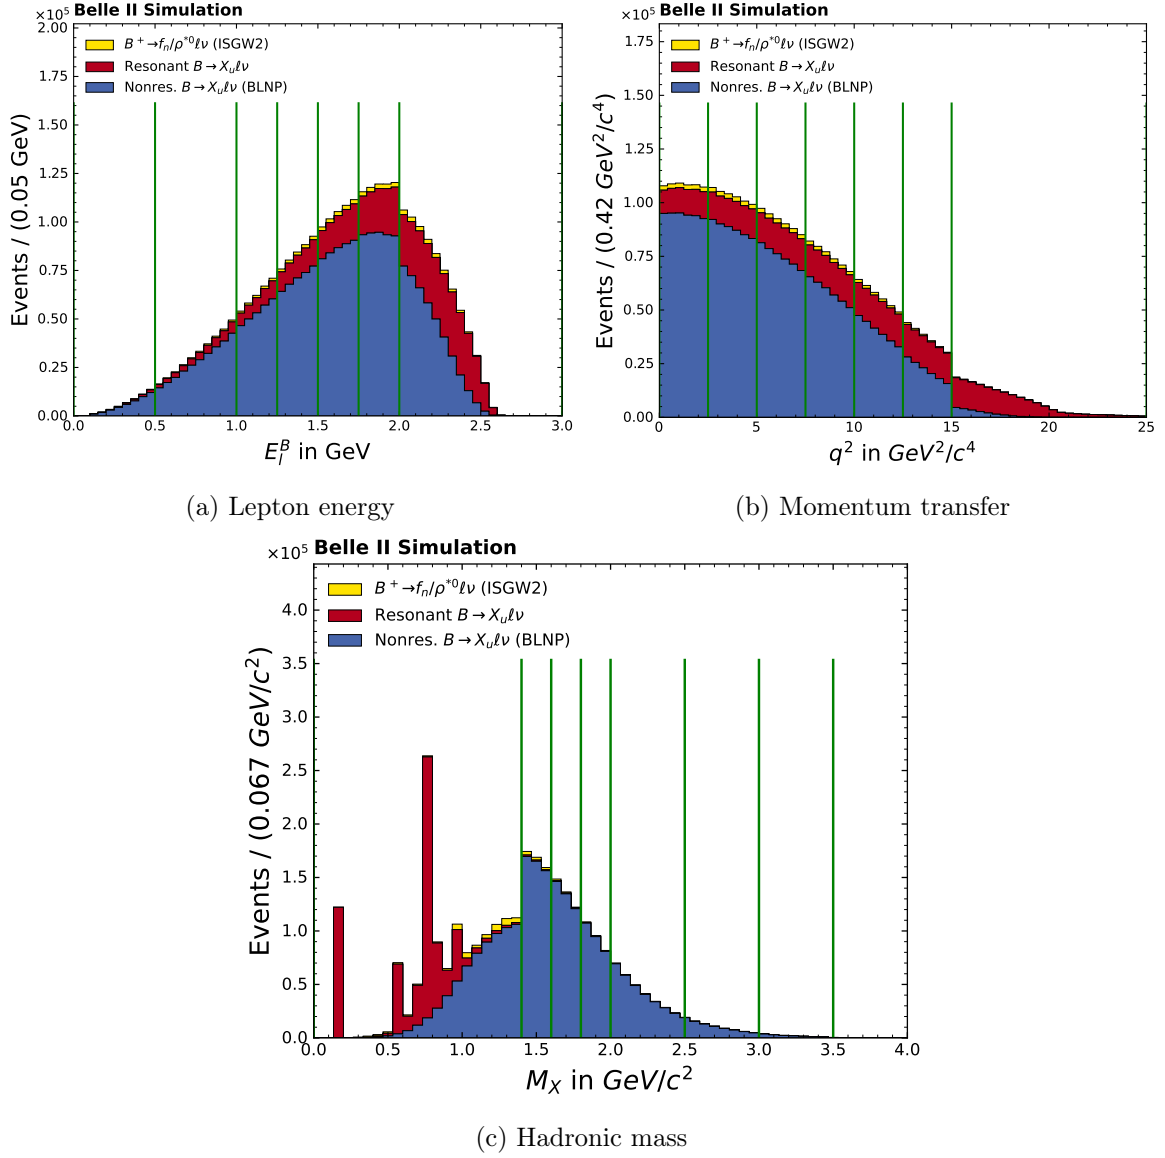 Belle II Simulation
×10⁵
2.00
1.75
1.50
1.25
1.00
0.75
0.50
0.25
0.00
Events / (0.05 GeV)
B⁺→fₙ/ρ*⁰ℓν (ISGW2)
Resonant B→Xᵤℓν
Nonres. B→Xᵤℓν (BLNP)
0.0 0.5 1.0 1.5 2.0 2.5 3.0
E_l^B in GeV
(a) Lepton energy
Belle II Simulation
×10⁵
1.75
1.50
1.25
1.00
0.75
0.50
0.25
0.00
Events / (0.42 GeV²/c⁴)
B⁺→fₙ/ρ*⁰ℓν (ISGW2)
Resonant B→Xᵤℓν
Nonres. B→Xᵤℓν (BLNP)
0 5 10 15 20 25
q² in GeV²/c⁴
(b) Momentum transfer
Belle II Simulation
×10⁵
4.0
3.5
3.0
2.5
2.0
1.5
1.0
0.5
0.0
Events / (0.067 GeV/c²)
B⁺→fₙ/ρ*⁰ℓν (ISGW2)
Resonant B→Xᵤℓν
Nonres. B→Xᵤℓν (BLNP)
0.0 0.5 1.0 1.5 2.0 2.5 3.0 3.5 4.0
M_X in GeV/c²
(c) Hadronic mass